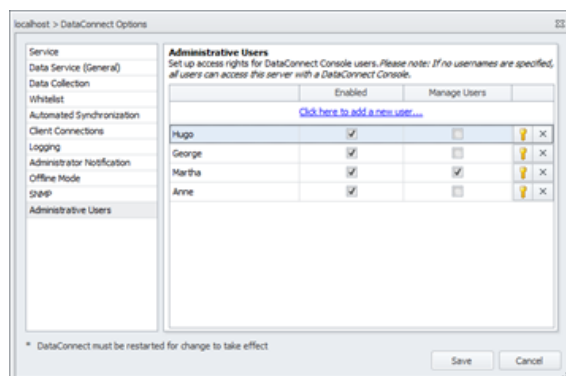 localhost > DataConnect Options
Service
Data Service (General)
Data Collection
Whitelist
Automated Synchronization
Client Connections
Logging
Administrator Notification
Offline Mode
SNMP
Administrative Users
Administrative Users
Set up access rights for DataConnect Console users. Please note: If no usernames are specified,
all users can access this server with a DataConnect Console.
Enabled Manage Users
Click here to add a new user...
Hugo
George
Martha
Anne
* DataConnect must be restarted for change to take effect
Save Cancel